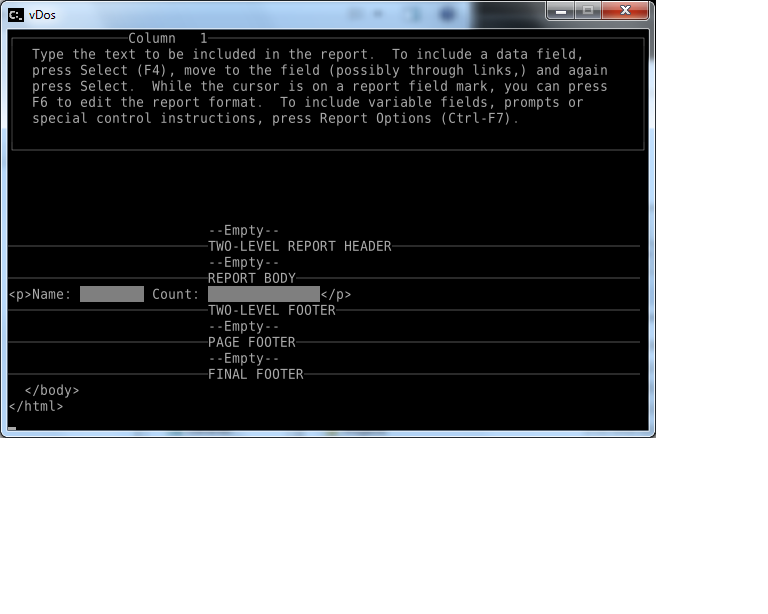 vDos
Column 1
Type the text to be included in the report. To include a data field,
press Select (F4), move to the field (possibly through links,) and again
press Select. While the cursor is on a report field mark, you can press
F6 to edit the report format. To include variable fields, prompts or
special control instructions, press Report Options (Ctrl-F7).
--Empty--
TWO-LEVEL REPORT HEADER
--Empty--
REPORT BODY
<p>Name: Count: </p>
TWO-LEVEL FOOTER
--Empty--
PAGE FOOTER
--Empty--
FINAL FOOTER
</body>
</html>